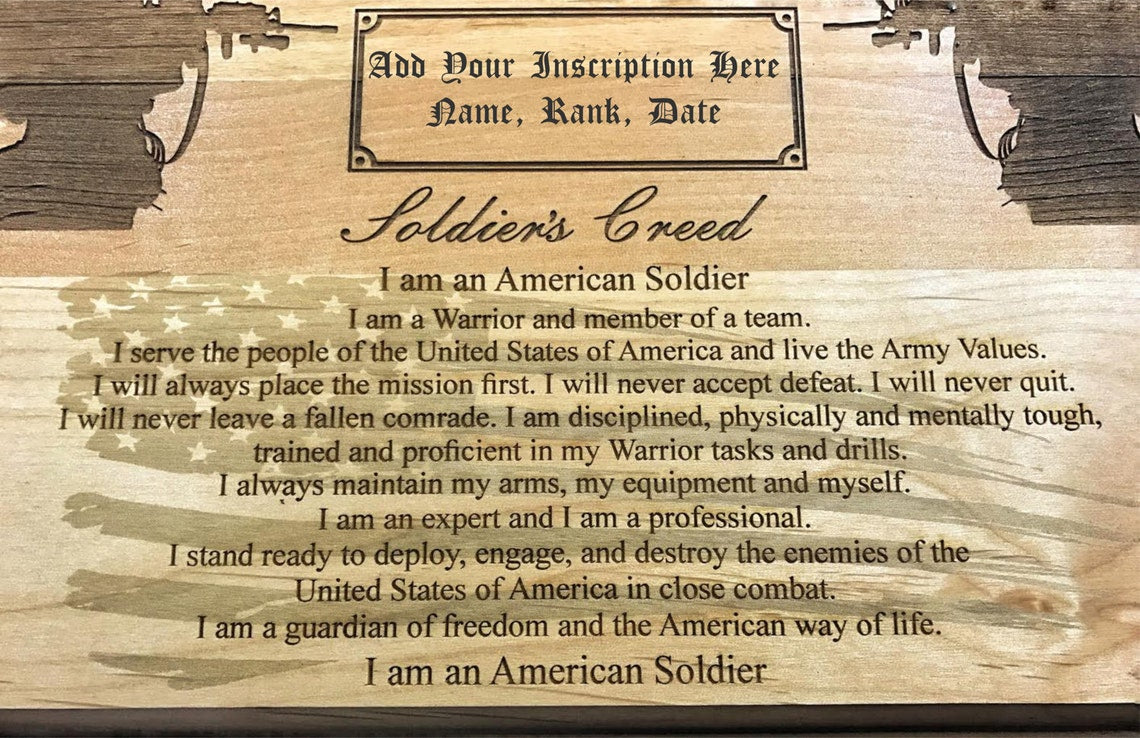 Add Your Inscription Here
Name, Rank, Date
Soldier's Creed
I am an American Soldier
I am a Warrior and member of a team.
I serve the people of the United States of America and live the Army Values.
I will always place the mission first. I will never accept defeat. I will never quit.
I will never leave a fallen comrade. I am disciplined, physically and mentally tough,
trained and proficient in my Warrior tasks and drills.
I always maintain my arms, my equipment and myself.
I am an expert and I am a professional.
I stand ready to deploy, engage, and destroy the enemies of the
United States of America in close combat.
I am a guardian of freedom and the American way of life.
I am an American Soldier